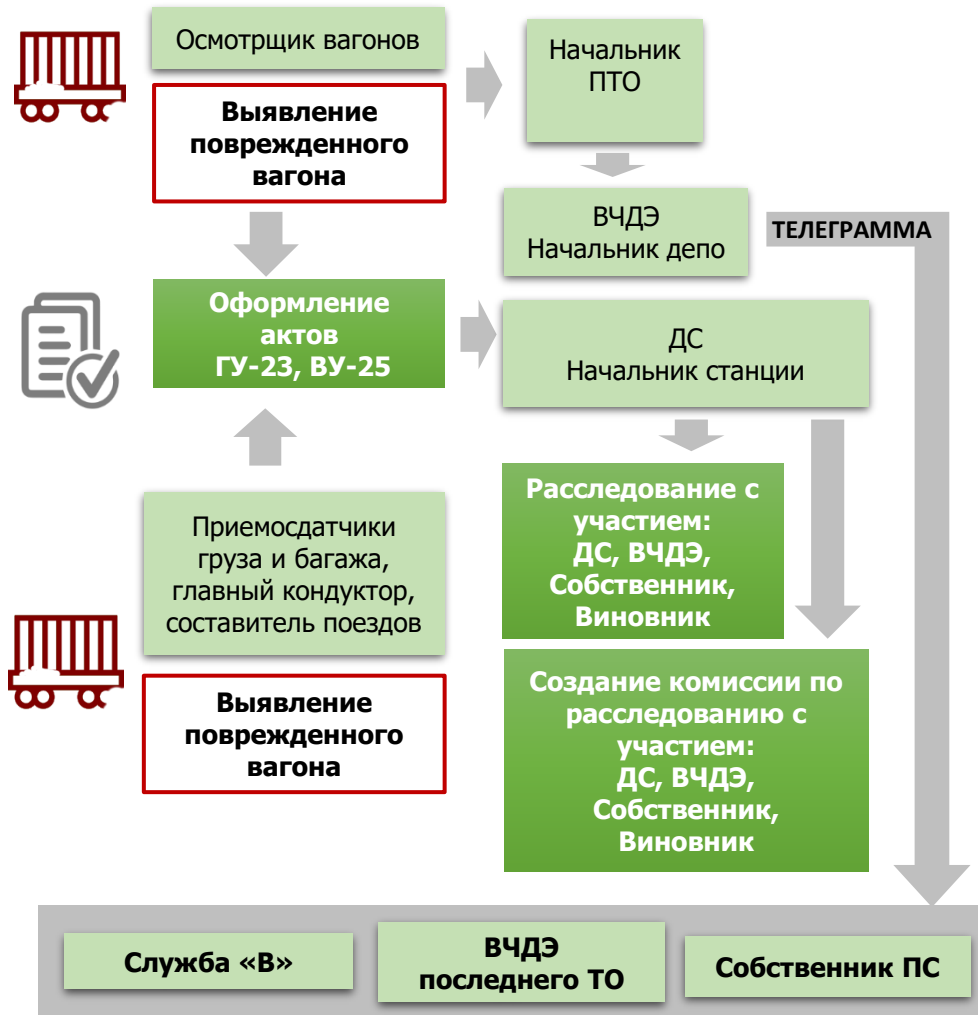 Осмотрщик вагонов
Выявление
поврежденного
вагона
Начальник
ПТО
ВЧДЭ
Начальник депо
ТЕЛЕГРАММА
Оформление
актов
ГУ-23, ВУ-25
ДС
Начальник станции
Приемосдатчики
груза и багажа,
главный кондуктор,
составитель поездов
Выявление
поврежденного
вагона
Расследование с
участием:
ДС, ВЧДЭ,
Собственник,
Виновник
Создание комиссии по
расследованию с
участием:
ДС, ВЧДЭ,
Собственник,
Виновник
Служба «В»
ВЧДЭ
последнего ТО
Собственник ПС